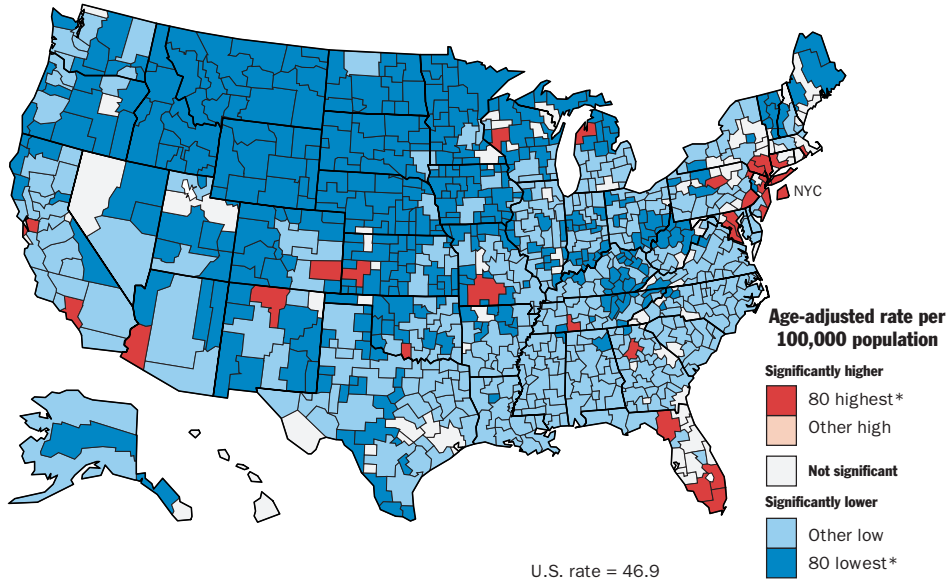 NYC
Age-adjusted rate per
100,000 population
Significantly higher
80 highest*
Other high
Not significant
Significantly lower
Other low
80 lowest*
U.S. rate = 46.9